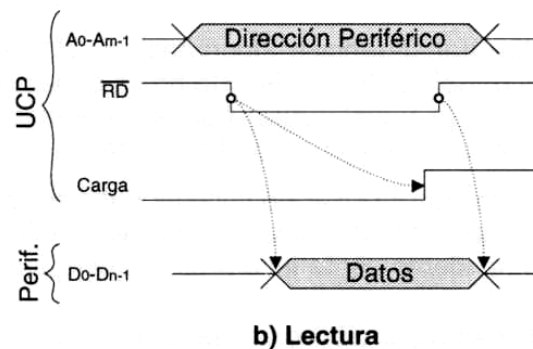 UCP
A0-Am-1
Dirección Periférico
RD
Carga
Perif.
D0-Dn-1
Datos
b) Lectura